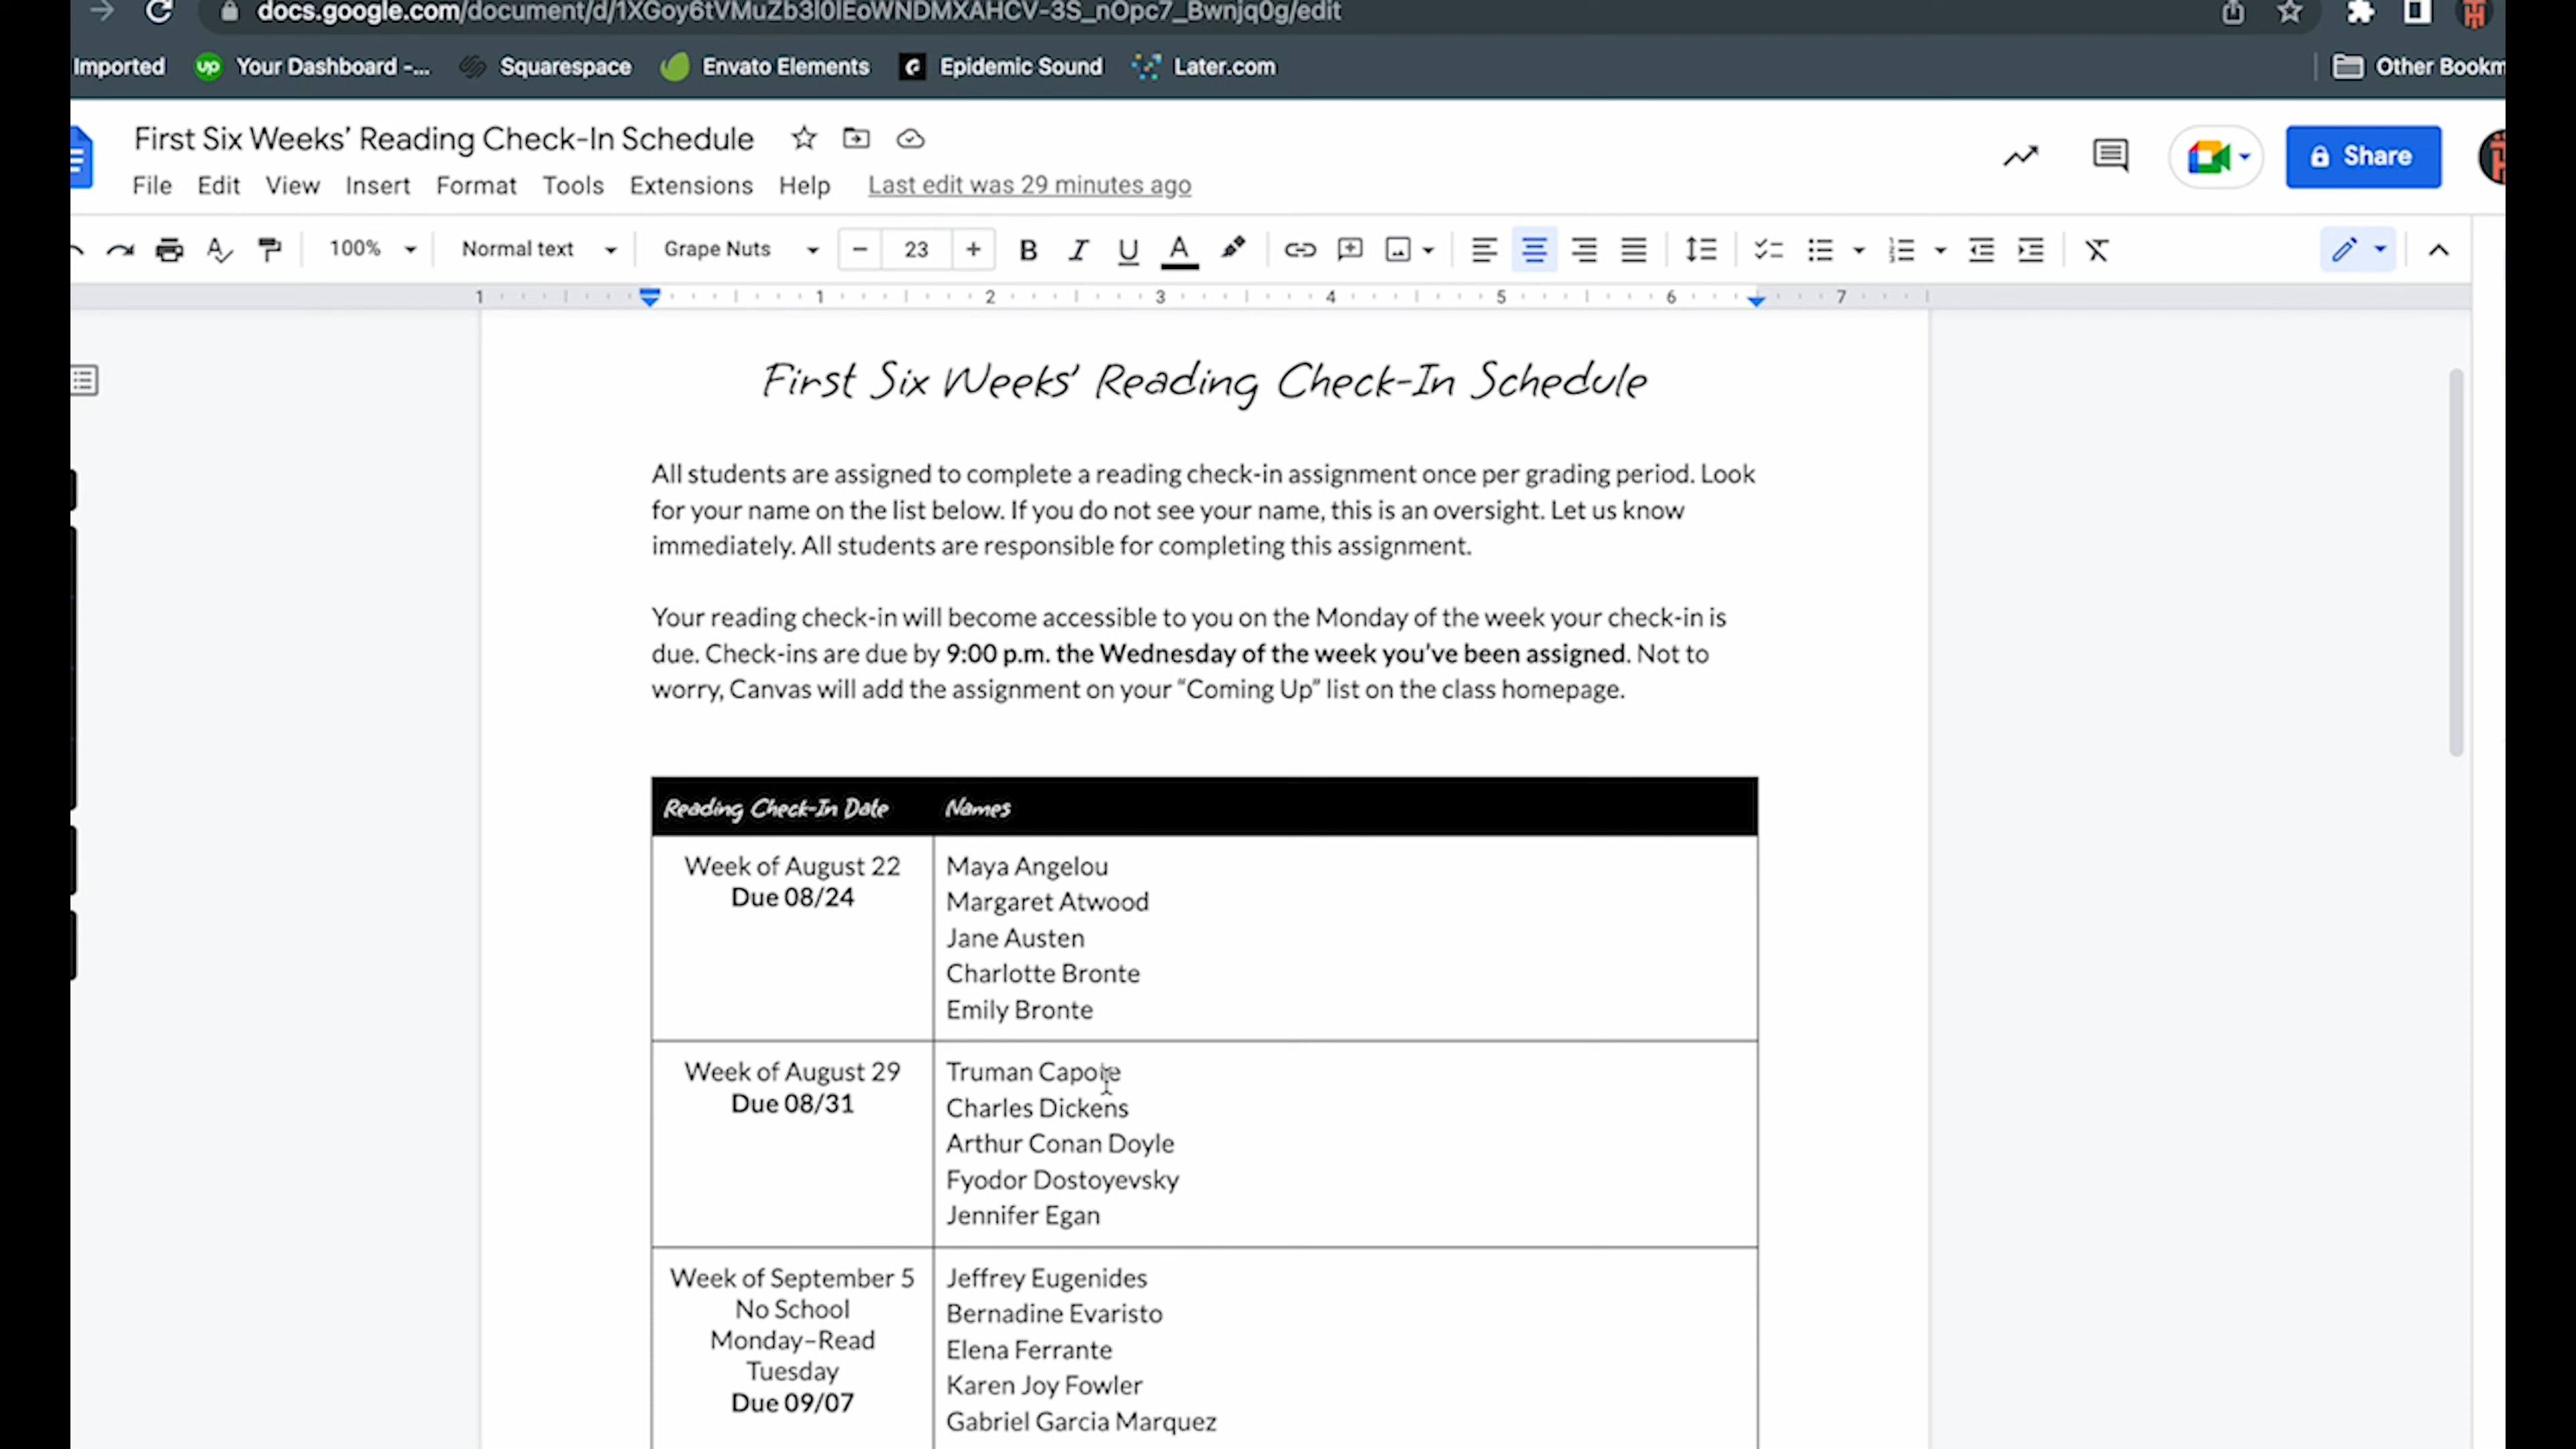 docs.google.com/document/d/1XGoy6tVMuZb3l0lEoWNDMXAHCV-3S_nOpc7_Bwnjq0g/edit
Imported up Your Dashboard -... Squarespace Envato Elements Epidemic Sound Later.com Other Bookm
First Six Weeks’ Reading Check-In Schedule
File Edit View Insert Format Tools Extensions Help Last edit was 29 minutes ago
Share
100% Normal text Grape Nuts − 23 + B I U A
1 1 2 3 4 5 6 7
First Six Weeks' Reading Check-In Schedule
All students are assigned to complete a reading check-in assignment once per grading period. Look
for your name on the list below. If you do not see your name, this is an oversight. Let us know
immediately. All students are responsible for completing this assignment.
Your reading check-in will become accessible to you on the Monday of the week your check-in is
due. Check-ins are due by 9:00 p.m. the Wednesday of the week you’ve been assigned. Not to
worry, Canvas will add the assignment on your “Coming Up” list on the class homepage.
Reading Check-In Date Names
Week of August 22
Due 08/24
Maya Angelou
Margaret Atwood
Jane Austen
Charlotte Bronte
Emily Bronte
Week of August 29
Due 08/31
Truman Capote
Charles Dickens
Arthur Conan Doyle
Fyodor Dostoyevsky
Jennifer Egan
Week of September 5
No School
Monday–Read
Tuesday
Due 09/07
Jeffrey Eugenides
Bernadine Evaristo
Elena Ferrante
Karen Joy Fowler
Gabriel Garcia Marquez